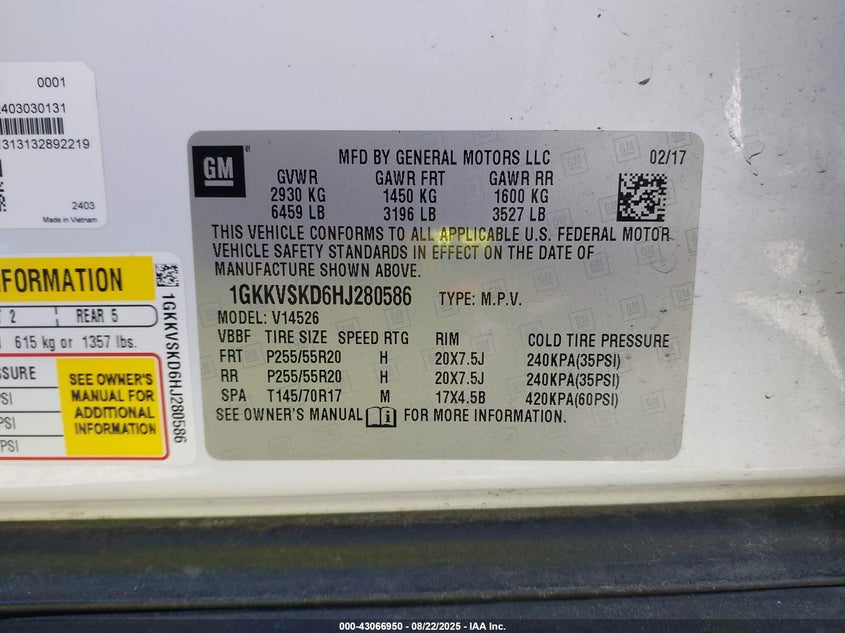 0001
403030131
313132892219
2403
Made in Vietnam
FORMATION
2 REAR 5
615 kg or 1357 lbs.
SURE
PSI
PSI
PSI
SEE OWNER'S
MANUAL FOR
ADDITIONAL
INFORMATION
1GKKVSKD6HJ280586
GM
MFD BY GENERAL MOTORS LLC 02/17
GVWR GAWR FRT GAWR RR
2930 KG 1450 KG 1600 KG
6459 LB 3196 LB 3527 LB
THIS VEHICLE CONFORMS TO ALL APPLICABLE U.S. FEDERAL MOTOR
VEHICLE SAFETY STANDARDS IN EFFECT ON THE DATE OF
MANUFACTURE SHOWN ABOVE.
1GKKVSKD6HJ280586 TYPE: M.P.V.
MODEL: V14526
VBBF TIRE SIZE SPEED RTG RIM COLD TIRE PRESSURE
FRT P255/55R20 H 20X7.5J 240KPA(35PSI)
RR P255/55R20 H 20X7.5J 240KPA(35PSI)
SPA T145/70R17 M 17X4.5B 420KPA(60PSI)
SEE OWNER'S MANUAL FOR MORE INFORMATION.
000-43066950 - 08/22/2025 - IAA Inc.